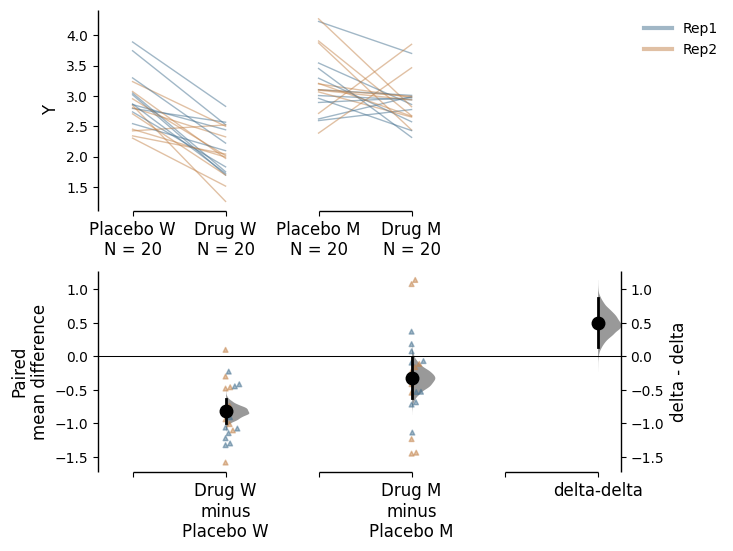 Rep1
Rep2
4.0
3.5
3.0
2.5
2.0
1.5
Y
Placebo W
N = 20
Drug W
N = 20
Placebo M
N = 20
Drug M
N = 20
1.0
0.5
0.0
−0.5
−1.0
−1.5
Paired
mean difference
1.0
0.5
0.0
−0.5
−1.0
−1.5
delta - delta
Drug W
minus
Placebo W
Drug M
minus
Placebo M
delta-delta